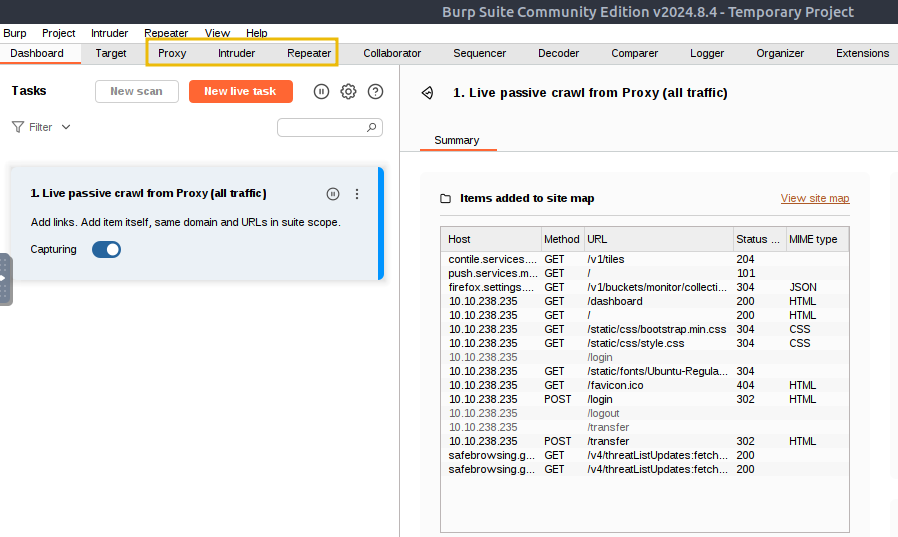 Burp Suite Community Edition v2024.8.4 - Temporary Project
Burp Project Intruder Repeater View Help
Dashboard Target Proxy Intruder Repeater Collaborator Sequencer Decoder Comparer Logger Organizer Extensions
Tasks New scan New live task
Filter
1. Live passive crawl from Proxy (all traffic)
Add links. Add item itself, same domain and URLs in suite scope.
Capturing
1. Live passive crawl from Proxy (all traffic)
Summary
Items added to site map View site map
Host Method URL Status ... MIME type
contile.services.... GET /v1/tiles 204
push.services.m... GET / 101
firefox.settings.... GET /v1/buckets/monitor/collecti... 304 JSON
10.10.238.235 GET /dashboard 200 HTML
10.10.238.235 GET / 200 HTML
10.10.238.235 GET /static/css/bootstrap.min.css 304 CSS
10.10.238.235 GET /static/css/style.css 304 CSS
10.10.238.235 /login
10.10.238.235 GET /static/fonts/Ubuntu-Regula... 304
10.10.238.235 GET /favicon.ico 404 HTML
10.10.238.235 POST /login 302 HTML
10.10.238.235 /logout
10.10.238.235 /transfer
10.10.238.235 POST /transfer 302 HTML
safebrowsing.g... GET /v4/threatListUpdates:fetch... 200
safebrowsing.g... GET /v4/threatListUpdates:fetch... 200